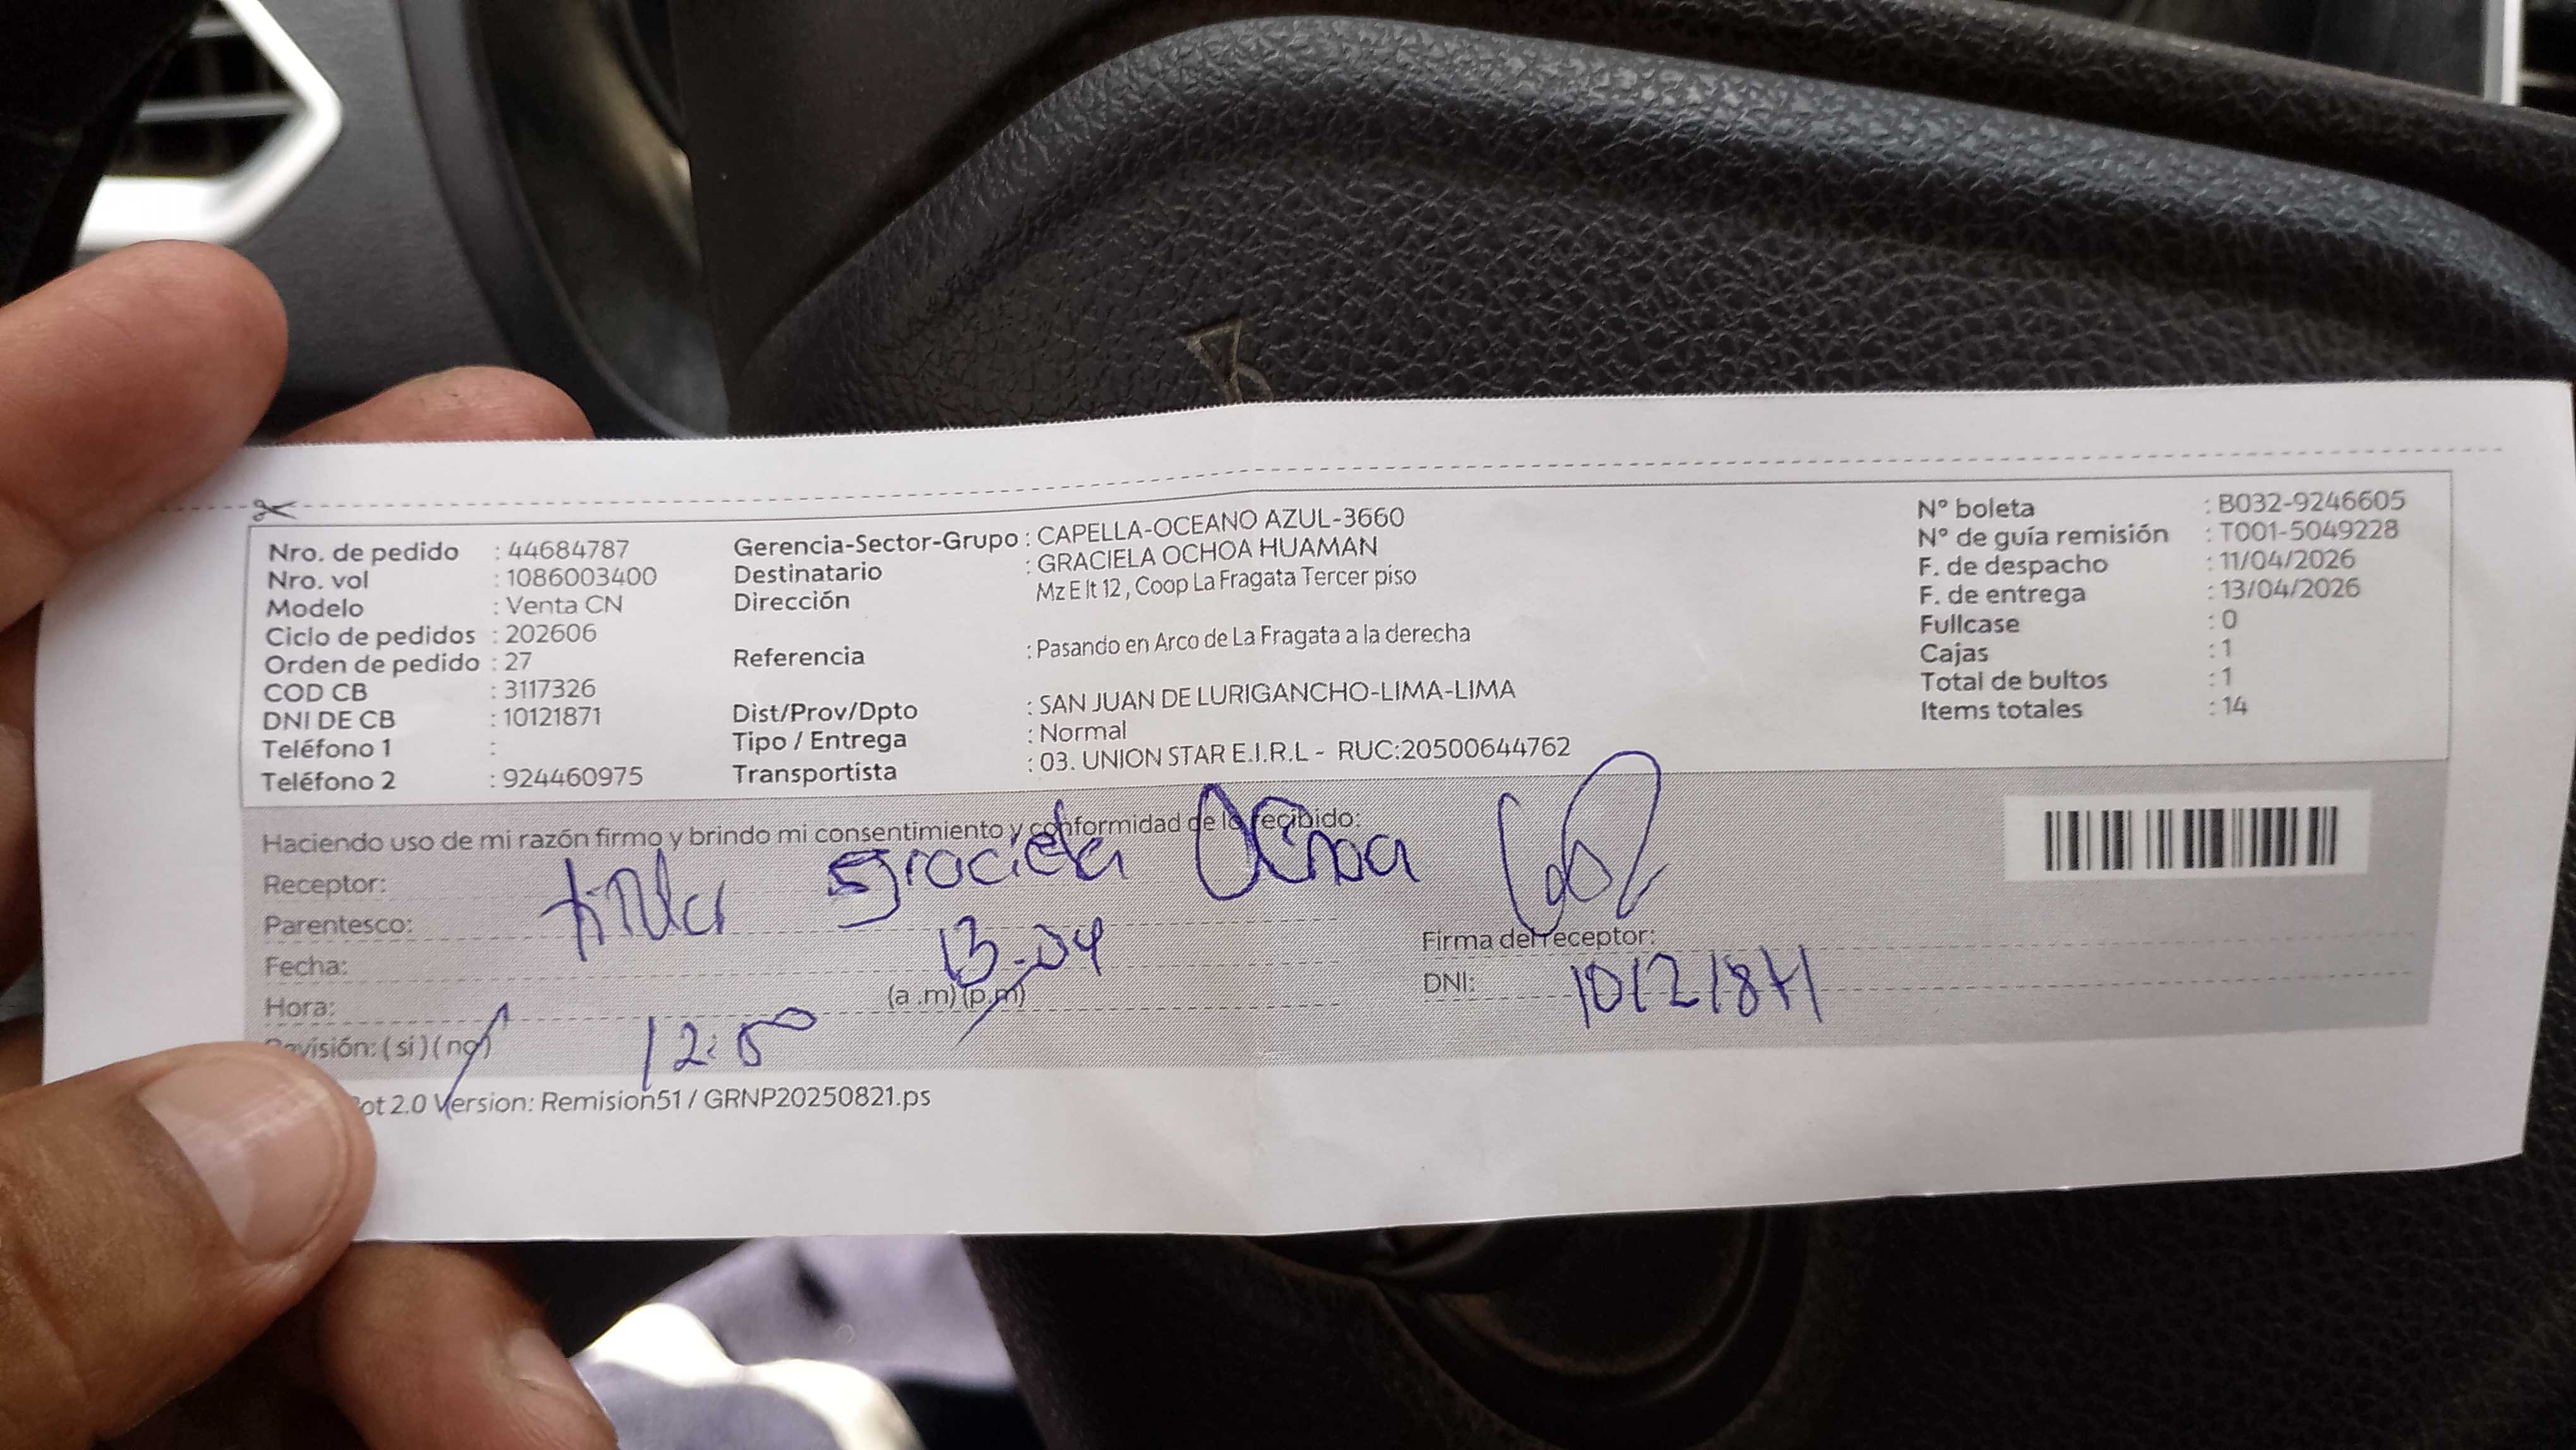 Nro. de pedido : 44684787
Nro. vol : 1086003400
Modelo : Venta CN
Ciclo de pedidos : 202606
Orden de pedido : 27
COD CB : 3117326
DNI DE CB : 10121871
Teléfono 1 :
Teléfono 2 : 924460975
Gerencia-Sector-Grupo : CAPELLA-OCEANO AZUL-3660
Destinatario : GRACIELA OCHOA HUAMAN
Dirección Mz E lt 12 , Coop La Fragata Tercer piso
Referencia : Pasando en Arco de La Fragata a la derecha
Dist/Prov/Dpto : SAN JUAN DE LURIGANCHO-LIMA-LIMA
Tipo / Entrega : Normal
Transportista : 03. UNION STAR E.I.R.L - RUC:20500644762
N° boleta : B032-9246605
N° de guía remisión : T001-5049228
F. de despacho : 11/04/2026
F. de entrega : 13/04/2026
Fullcase : 0
Cajas : 1
Total de bultos : 1
Items totales : 14
Haciendo uso de mi razón firmo y brindo mi consentimiento y conformidad de lo recibido:
Receptor: Graciela Ochoa
Parentesco:
Fecha: 13-04
Hora: 12:50 (a .m) (p.m)
(si) (no)
Firma del receptor:
DNI: 10121871
2.0 Version: Remision51 / GRNP20250821.ps